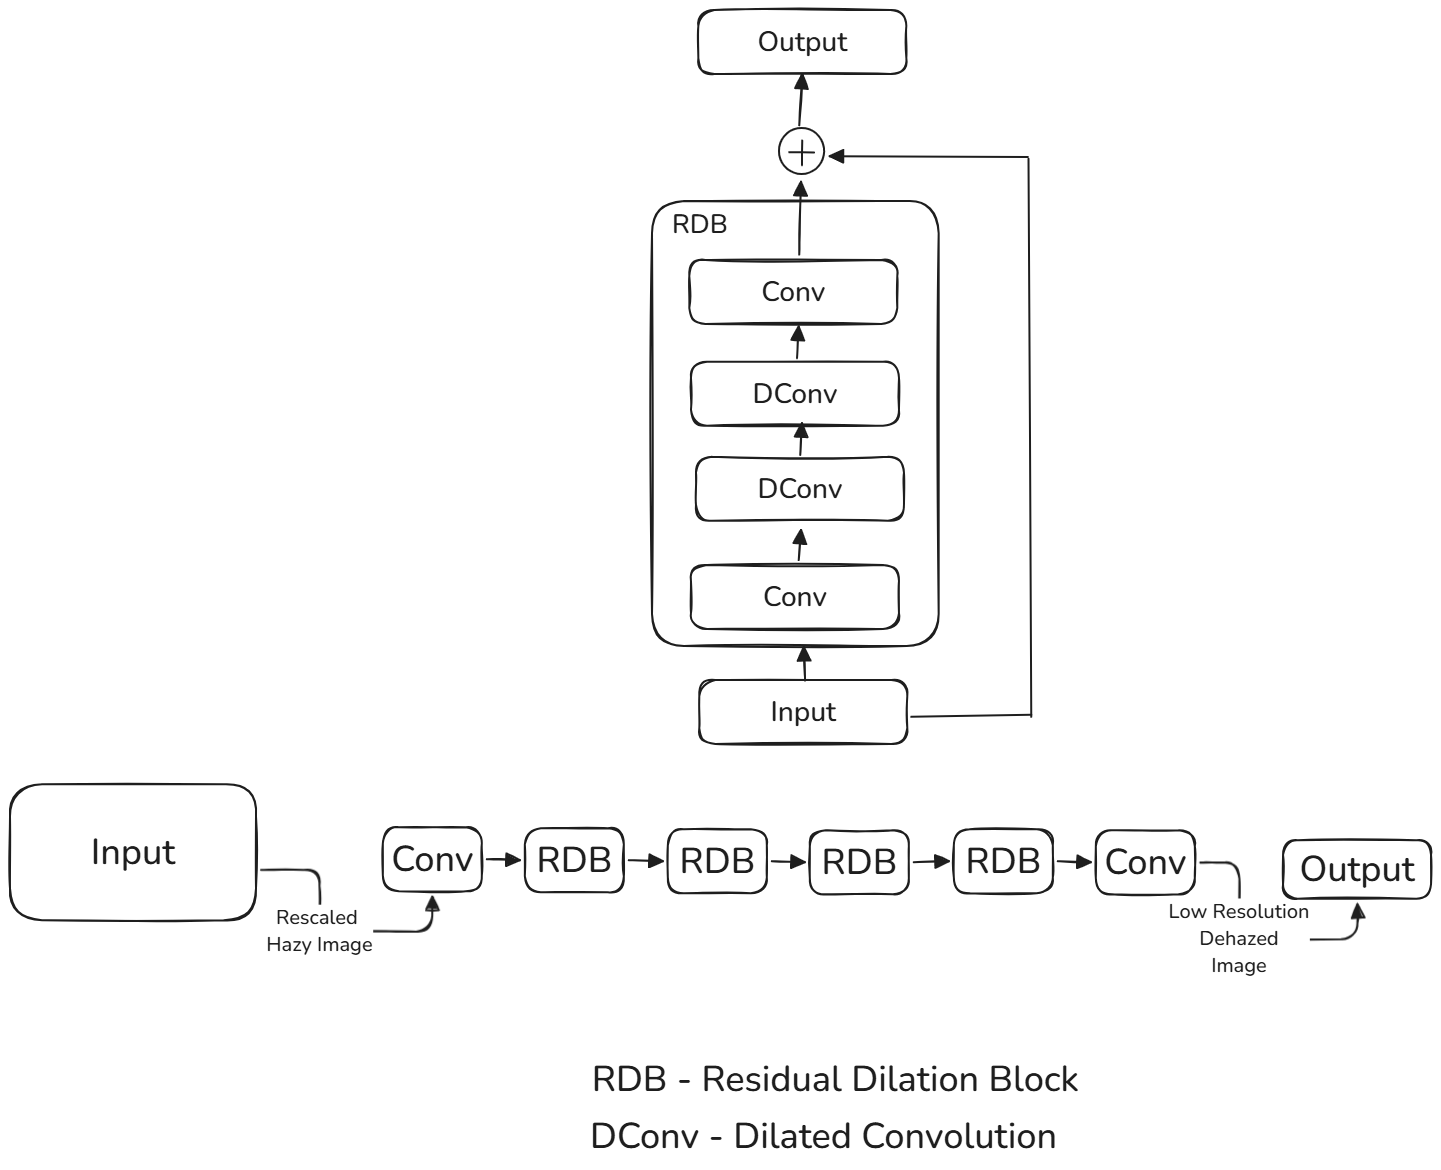 Output
RDB
Conv
DConv
DConv
Conv
Input
Input
Rescaled
Hazy Image
Conv
RDB
RDB
RDB
RDB
Conv
Low Resolution
Dehazed
Image
Output
RDB - Residual Dilation Block
DConv - Dilated Convolution